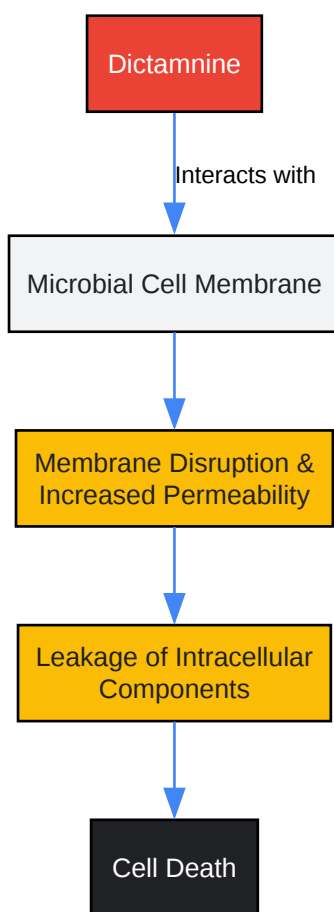 Dictamnine
Interacts with
Microbial Cell Membrane
Membrane Disruption &
Increased Permeability
Leakage of Intracellular
Components
Cell Death